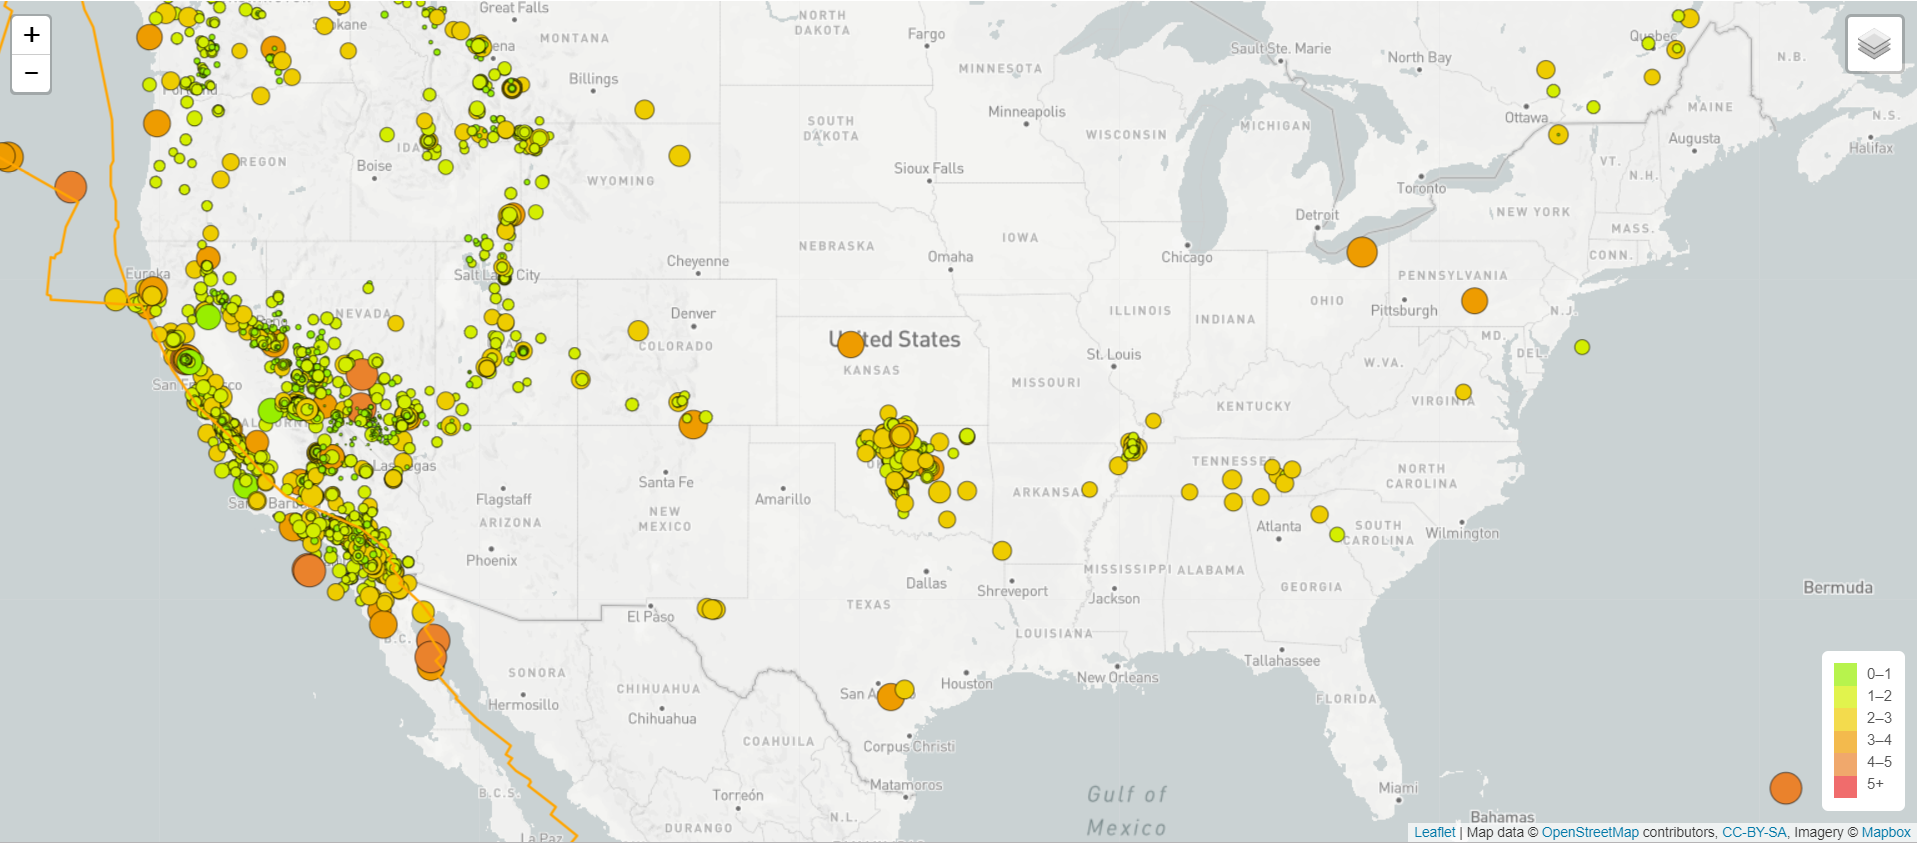 +
−
Great Falls
Spokane
NORTH
DAKOTA
Fargo
MONTANA
Sault Ste. Marie
North Bay
Quebec
N.B.
Billings
MINNESOTA
Minneapolis
SOUTH
DAKOTA
WISCONSIN
MICHIGAN
Ottawa
MAINE
N.S.
Augusta
Halifax
Portland
OREGON
Boise
WYOMING
Sioux Falls
Toronto
VT.
N.H.
Detroit
NEW YORK
MASS.
NEBRASKA
IOWA
Omaha
Chicago
CONN.
Eureka
Salt Lake City
Cheyenne
PENNSYLVANIA
Pittsburgh
N.J.
NEVADA
Reno
Denver
COLORADO
ILLINOIS
INDIANA
OHIO
United States
KANSAS
St. Louis
MD.
DEL.
W.VA.
San Francisco
MISSOURI
KENTUCKY
VIRGINIA
CALIFORNIA
Las Vegas
Santa Fe
Flagstaff
Amarillo
ARKANSAS
TENNESSEE
NORTH
CAROLINA
Santa Barbara
ARIZONA
NEW
MEXICO
Phoenix
Atlanta
SOUTH
CAROLINA
Wilmington
Dallas
Shreveport
MISSISSIPPI
ALABAMA
GEORGIA
Jackson
Bermuda
El Paso
TEXAS
B.C.
LOUISIANA
Tallahassee
SONORA
Hermosillo
CHIHUAHUA
Chihuahua
San Antonio
Houston
New Orleans
FLORIDA
COAHUILA
Corpus Christi
B.C.S.
Torreón
Matamoros
Gulf of
Mexico
Miami
DURANGO
N.L.
La Paz
Bahamas
0–1
1–2
2–3
3–4
4–5
5+
Leaflet | Map data © OpenStreetMap contributors, CC-BY-SA, Imagery © Mapbox